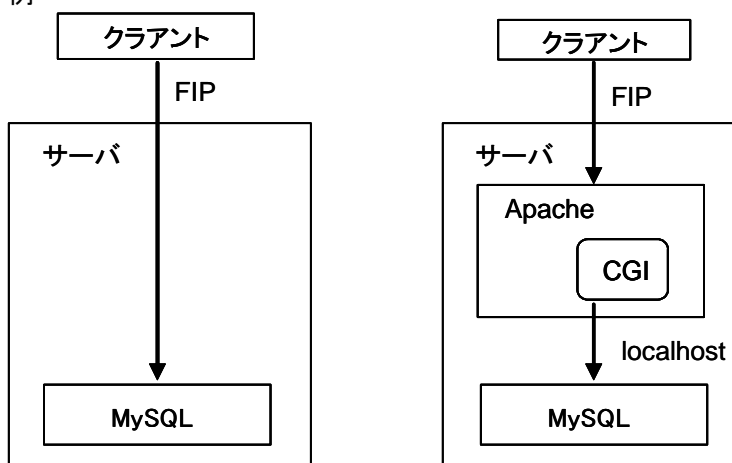 例
クラアント
FIP
サーバ
MySQL
クラアント
FIP
サーバ
Apache
CGI
localhost
MySQL